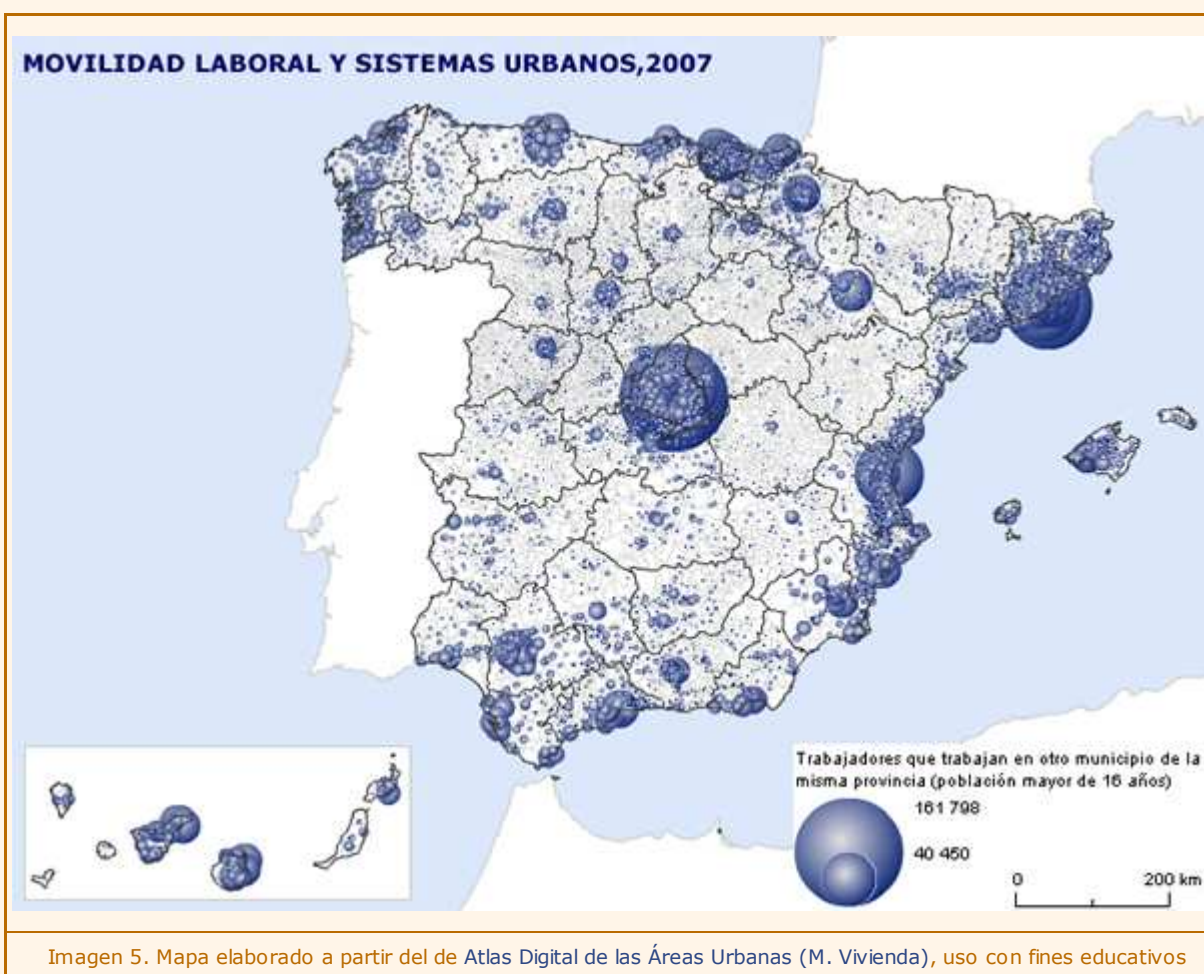 MOVILIDAD LABORAL Y SISTEMAS URBANOS,2007
Trabajadores que trabajan en otro municipio de la
misma provincia (población mayor de 16 años)
161 798
40 450
0 200 km
Imagen 5. Mapa elaborado a partir del de Atlas Digital de las Áreas Urbanas (M. Vivienda), uso con fines educativos